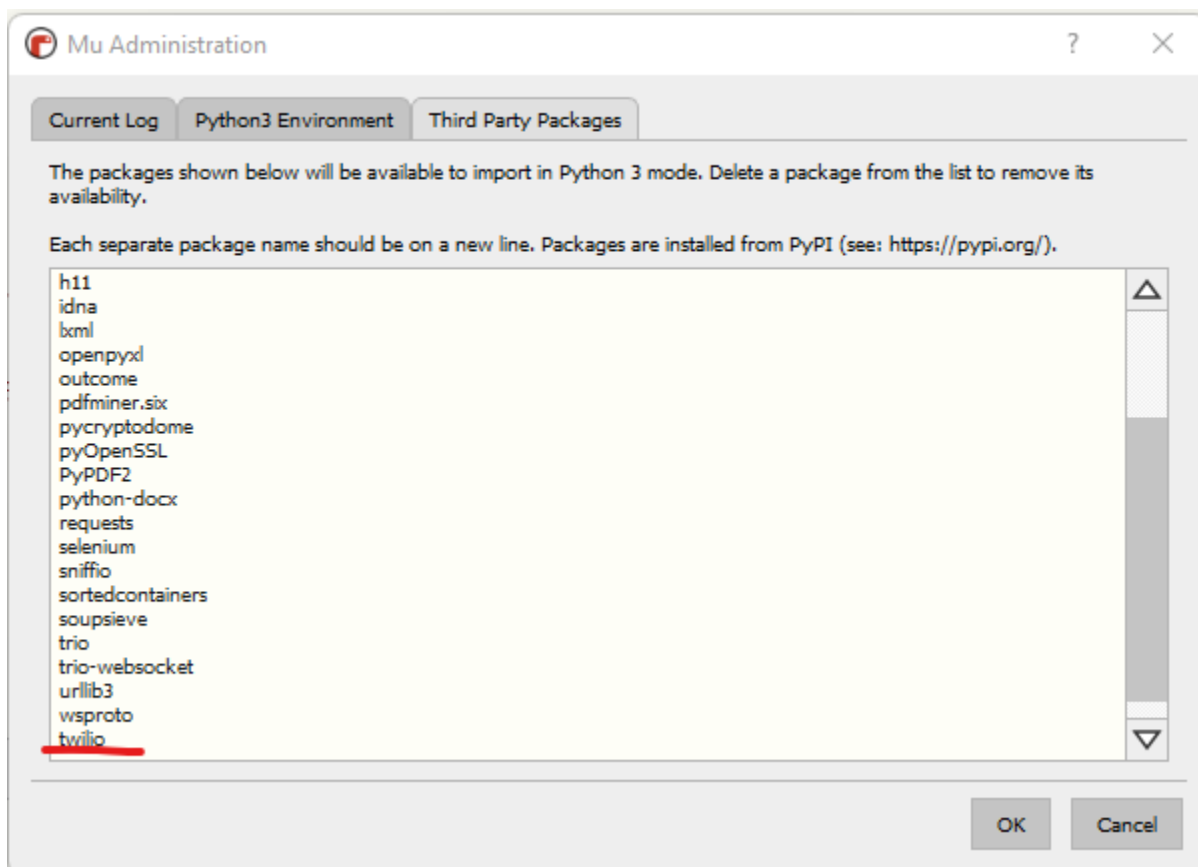 Mu Administration
?
Current Log
Python3 Environment
Third Party Packages
The packages shown below will be available to import in Python 3 mode. Delete a package from the list to remove its
availability.
Each separate package name should be on a new line. Packages are installed from PyPI (see: https://pypi.org/).
h11
idna
lxml
openpyxl
outcome
pdfminer.six
pycryptodome
pyOpenSSL
PyPDF2
python-docx
requests
selenium
sniffio
sortedcontainers
soupsieve
trio
trio-websocket
urllib3
wsproto
twilio
OK
Cancel